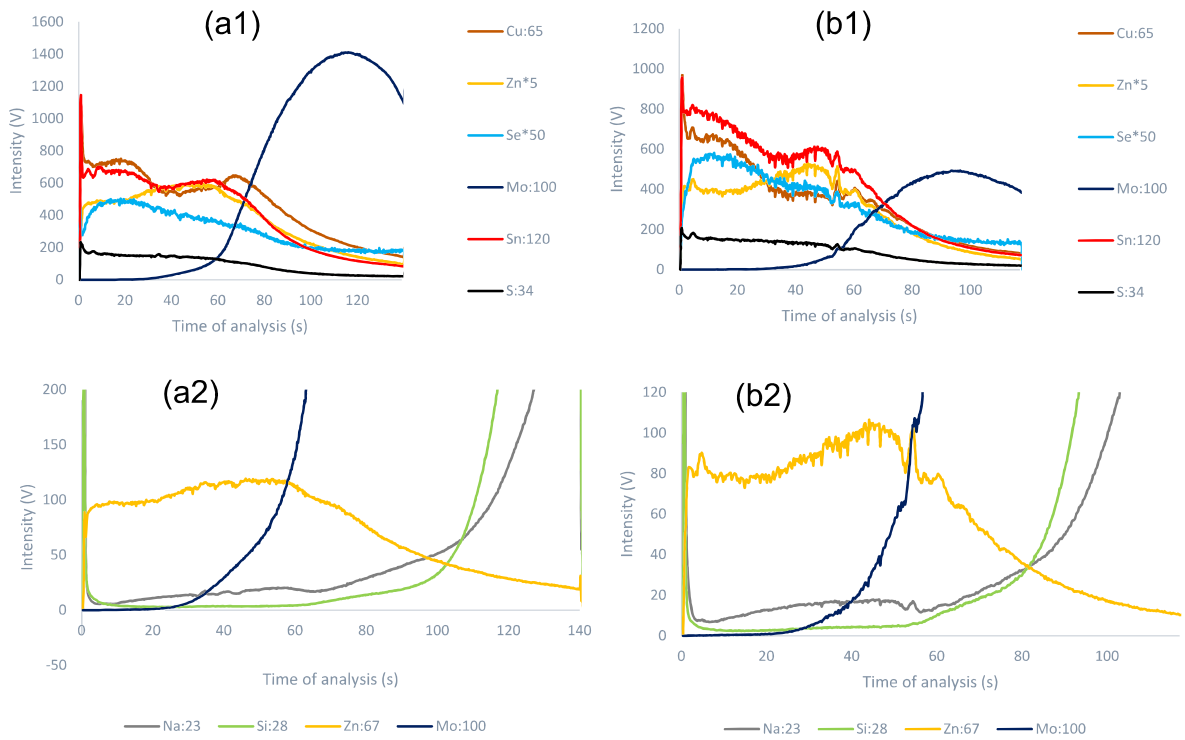 (a1)
1600
1400
1200
1000
800
600
400
200
0
0 20 40 60 80 100 120
Intensity (V)
Time of analysis (s)
Cu:65
Zn*5
Se*50
Mo:100
Sn:120
S:34
(b1)
1200
1000
800
600
400
200
0
0 20 40 60 80 100
Intensity (V)
Time of analysis (s)
Cu:65
Zn*5
Se*50
Mo:100
Sn:120
S:34
(a2)
200
150
100
50
0
-50
0 20 40 60 80 100 120 140
Intensity (V)
Time of analysis (s)
Na:23 Si:28 Zn:67 Mo:100
(b2)
120
100
80
60
40
20
0
0 20 40 60 80 100
Intensity (V)
Time of analysis (s)
Na:23 Si:28 Zn:67 Mo:100